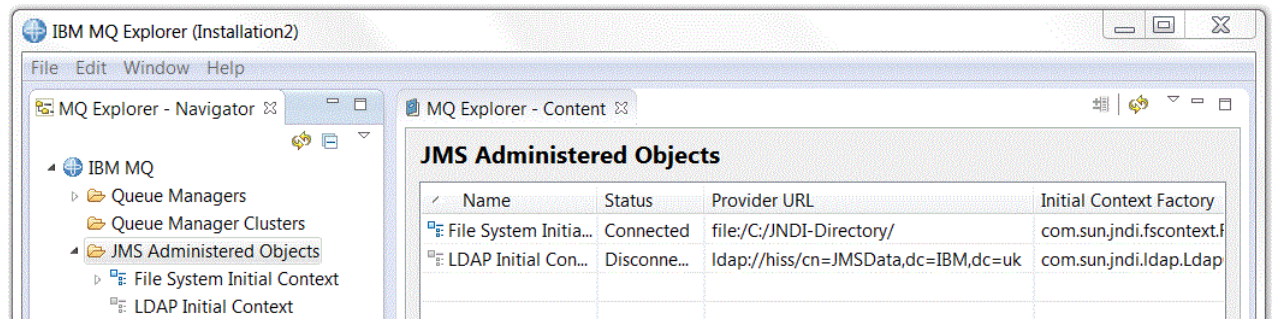 IBM MQ Explorer (Installation2)
File Edit Window Help
MQ Explorer - Navigator
IBM MQ
Queue Managers
Queue Manager Clusters
JMS Administered Objects
File System Initial Context
LDAP Initial Context
MQ Explorer - Content
JMS Administered Objects
Name Status Provider URL Initial Context Factory
File System Initia... Connected file:/C:/JNDI-Directory/ com.sun.jndi.fscontext.F
LDAP Initial Con... Disconne... ldap://hiss/cn=JMSData,dc=IBM,dc=uk com.sun.jndi.ldap.Ldap